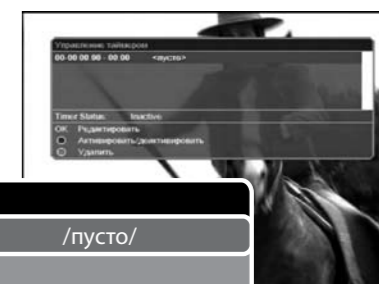 Управление таймером
00-00 00:00 - 00:00 <пусто>
Timer Status: Inactive
OK Редактировать
Активировать/деактивировать
Удалить
/пусто/